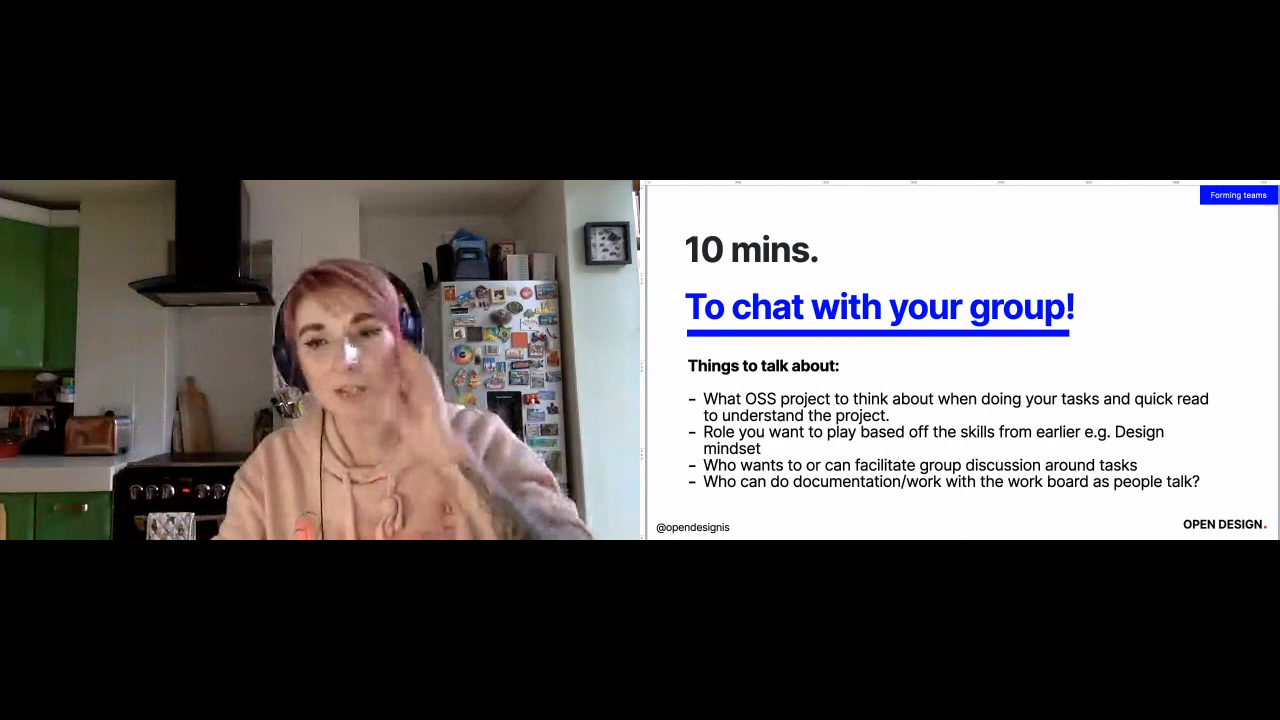 Forming teams
10 mins.
To chat with your group!
Things to talk about:
- What OSS project to think about when doing your tasks and quick read
to understand the project.
- Role you want to play based off the skills from earlier e.g. Design
mindset
- Who wants to or can facilitate group discussion around tasks
- Who can do documentation/work with the work board as people talk?
@opendesignis
OPEN DESIGN.